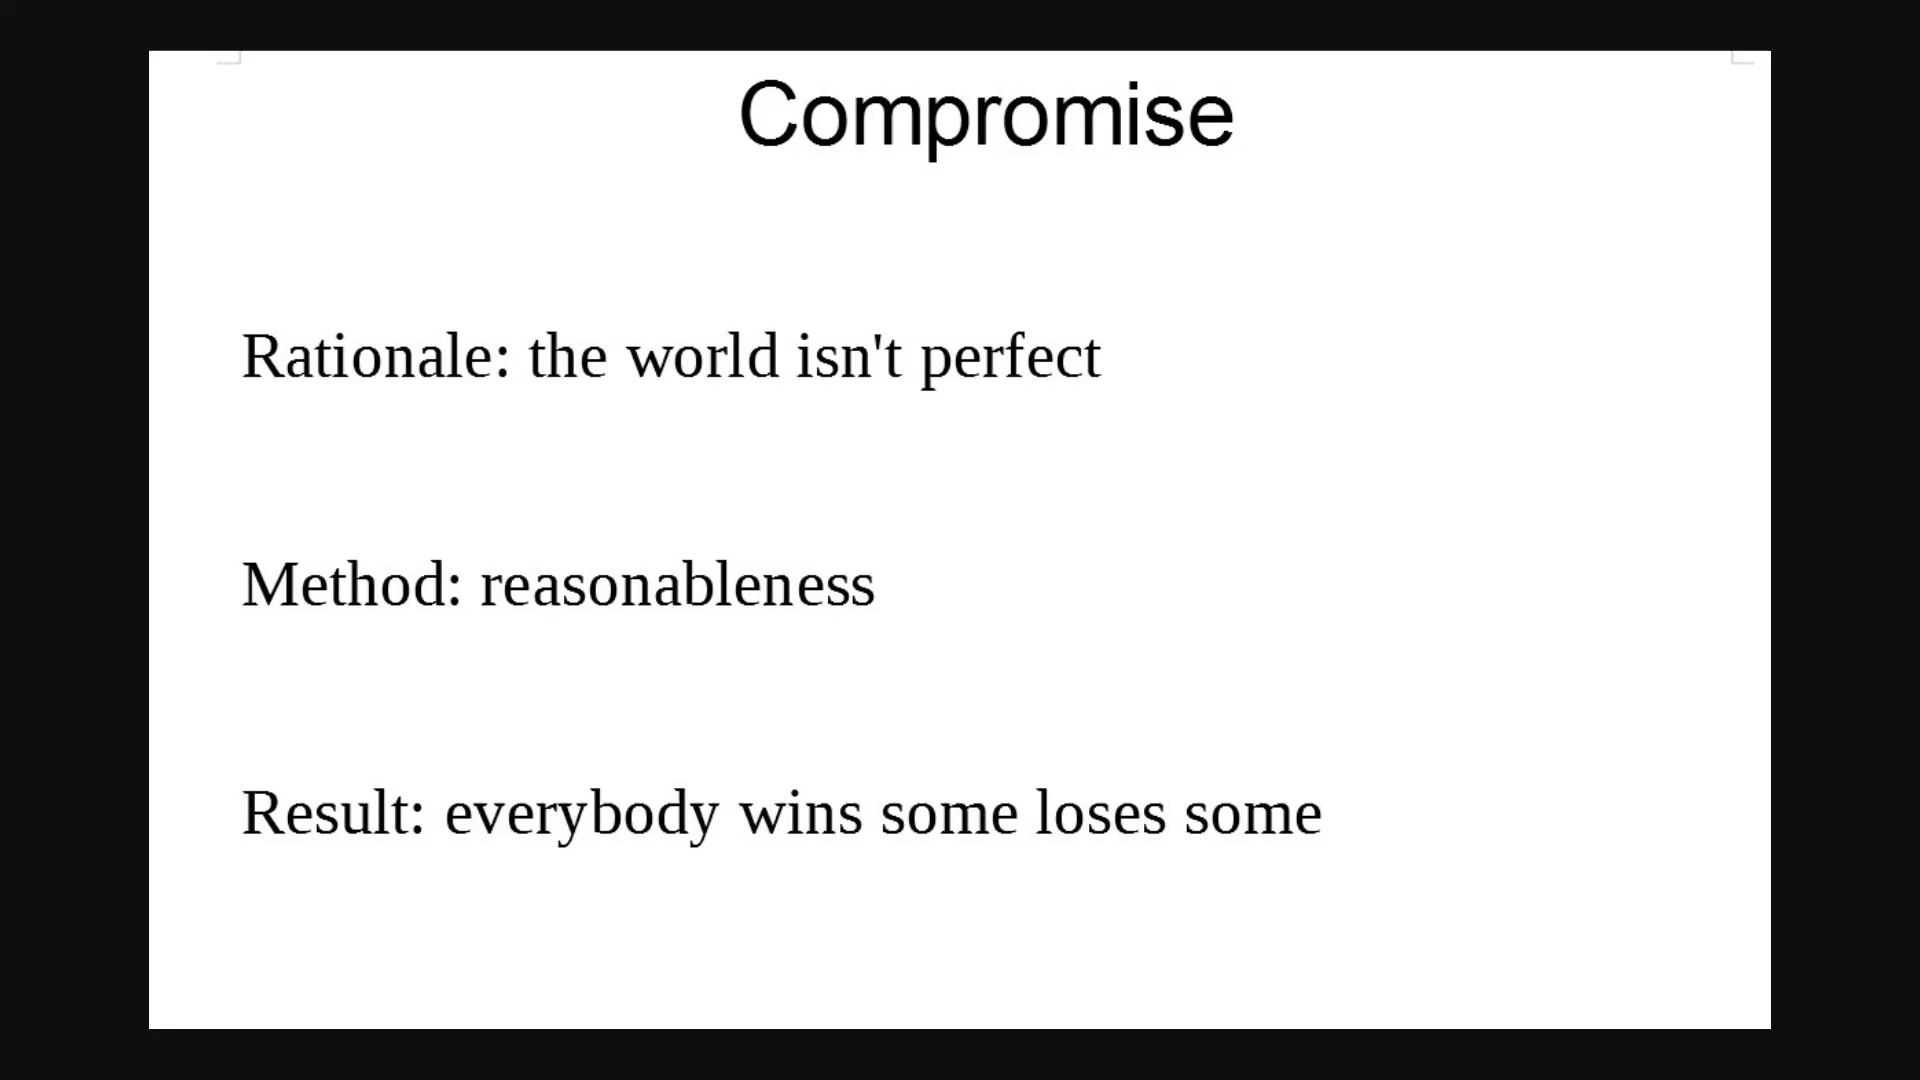 Compromise
Rationale: the world isn't perfect
Method: reasonableness
Result: everybody wins some loses some